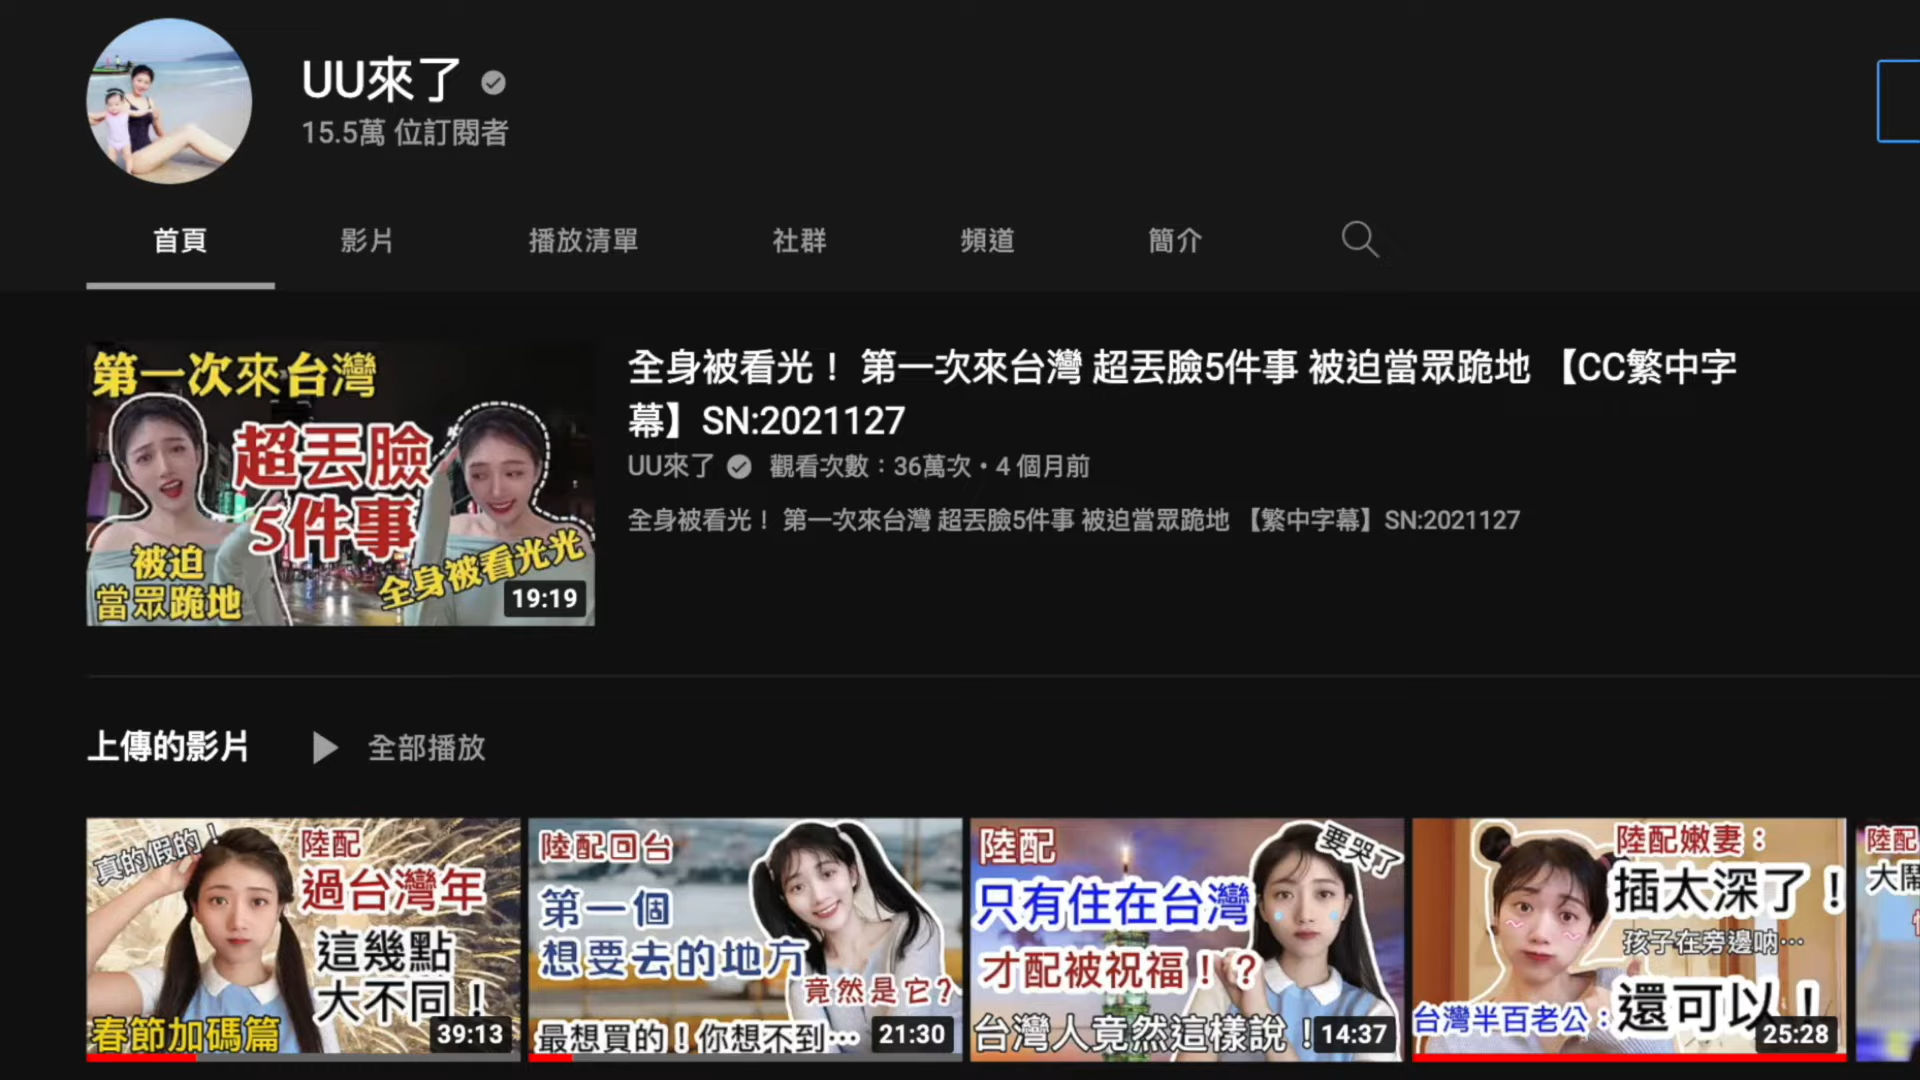 UU來了
15.5萬 位訂閱者
首頁
影片
播放清單
社群
頻道
簡介
第一次來台灣
超丟臉
5件事
被迫
當眾跪地
全身被看光光
19:19
全身被看光！ 第一次來台灣 超丟臉5件事 被迫當眾跪地 【CC繁中字
幕】SN:2021127
UU來了 觀看次數：36萬次・4 個月前
全身被看光！ 第一次來台灣 超丟臉5件事 被迫當眾跪地 【繁中字幕】SN:2021127
上傳的影片
全部播放
真的假的！
陸配
過台灣年
這幾點
大不同！
春節加碼篇
39:13
陸配回台
第一個
想要去的地方
竟然是它？
最想買的！你想不到…
21:30
陸配
要哭了
只有住在台灣
才配被祝福！？
台灣人竟然這樣說！
14:37
陸配嫩妻：
插太深了！
孩子在旁邊吶…
台灣半百老公：
還可以！
25:28
陸配
大鬧